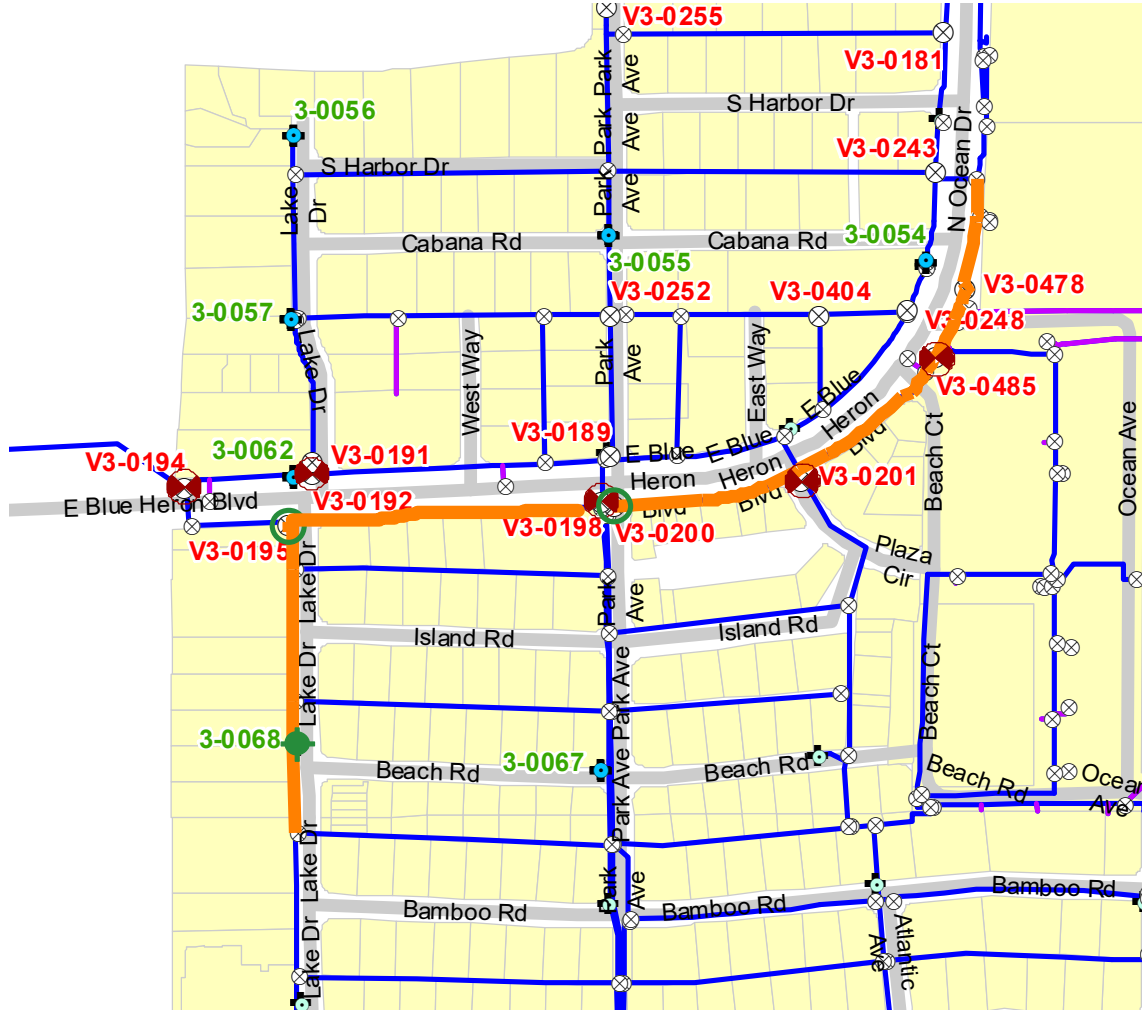 V3-0255
Park
Park
Ave
V3-0181
3-0056
S Harbor Dr
Park
Ave
N Ocean Dr
V3-0243
S Harbor Dr
Lake
Dr
Park
Ave
Cabana Rd
Cabana Rd
3-0054
3-0055
V3-0252
V3-0404
V3-0478
3-0057
V3-0248
Lake Dr
West Way
Park
Ave
East Way
E Blue
V3-0485
Heron
Blvd
Beach Ct
Ocean Ave
V3-0189
E Blue
E Blue
3-0062
V3-0191
V3-0194
Heron
Heron
V3-0201
E Blue Heron Blvd
V3-0192
Blvd
Blvd
V3-0195
V3-0198
V3-0200
Lake Dr
Park
Ave
Plaza
Cir
Island Rd
Island Rd
Lake Dr
Park Ave
Beach Ct
3-0068
Beach Rd
3-0067
Park Ave
Beach Rd
Beach Rd
Ocean
Ave
Lake Dr
Park
Ave
Bamboo Rd
Bamboo Rd
Bamboo Rd
Lake Dr
Atlantic
Ave